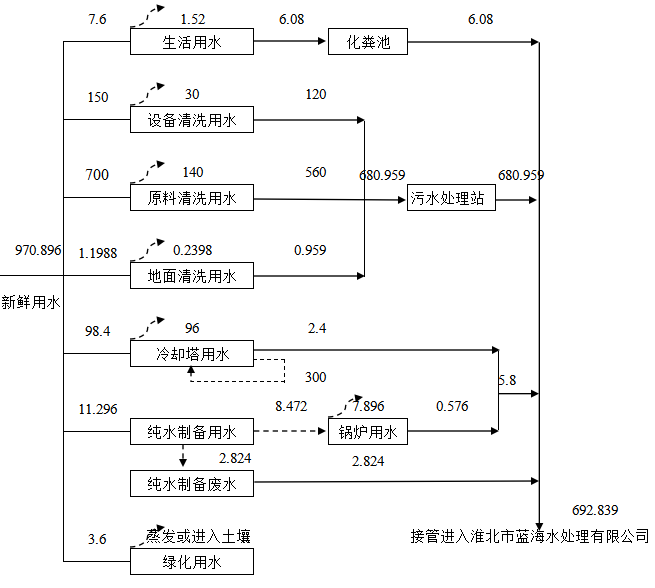 7.6 1.52 6.08 6.08
生活用水 化粪池
150 30 120
设备清洗用水
700 140 560 680.959 680.959
原料清洗用水 污水处理站
970.896 1.1988 0.2398 0.959
地面清洗用水
新鲜用水
98.4 96 2.4
冷却塔用水
300 5.8
11.296 8.472 7.896 0.576
纯水制备用水 锅炉用水
2.824 2.824
纯水制备废水
692.839
3.6 蒸发或进入土壤 接管进入淮北市蓝海水处理有限公司
绿化用水